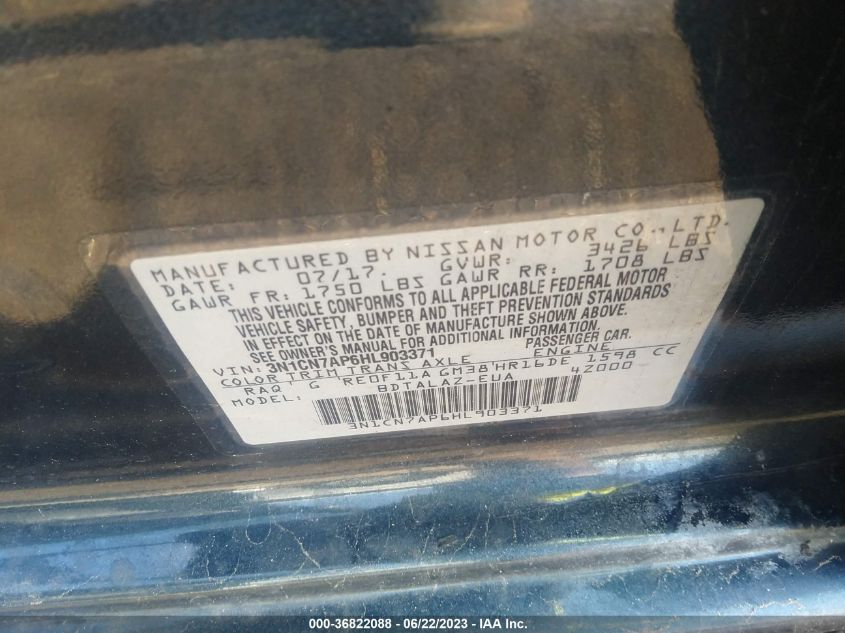 MANUFACTURED BY NISSAN MOTOR CO., LTD.
DATE: 07/17. GVWR: 3426 LBS
GAWR FR: 1750 LBS GAWR RR: 1708 LBS
THIS VEHICLE CONFORMS TO ALL APPLICABLE FEDERAL MOTOR
VEHICLE SAFETY, BUMPER AND THEFT PREVENTION STANDARDS
IN EFFECT ON THE DATE OF MANUFACTURE SHOWN ABOVE.
SEE OWNER'S MANUAL FOR ADDITIONAL INFORMATION.
VIN: 3N1CN7AP6HL903371 PASSENGER CAR.
COLOR TRIM TRANS AXLE ENGINE
RAQ G RE0F11A GM38 HR16DE 1598 CC
MODEL: BDTALAZ-EUA 4Z000
3N1CN7AP6HL903371
000-36822088 - 06/22/2023 - IAA Inc.